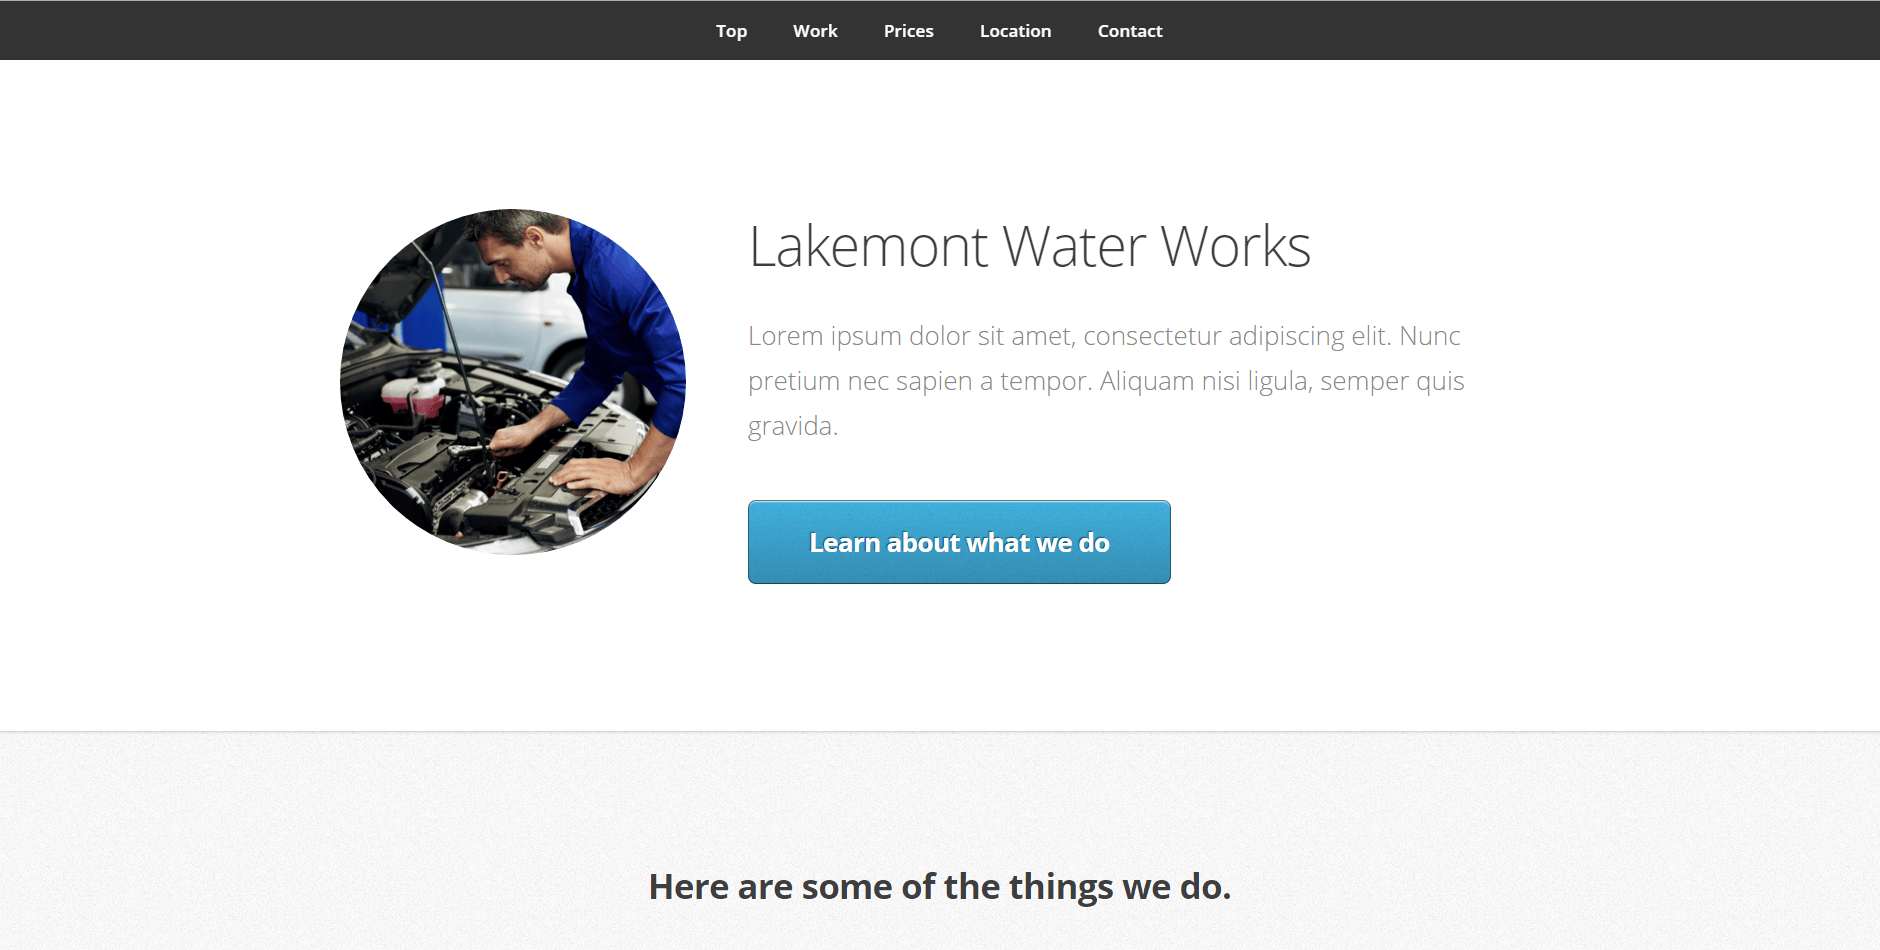 Top Work Prices Location Contact
Lakemont Water Works
Lorem ipsum dolor sit amet, consectetur adipiscing elit. Nunc
pretium nec sapien a tempor. Aliquam nisi ligula, semper quis
gravida.
Learn about what we do
Here are some of the things we do.